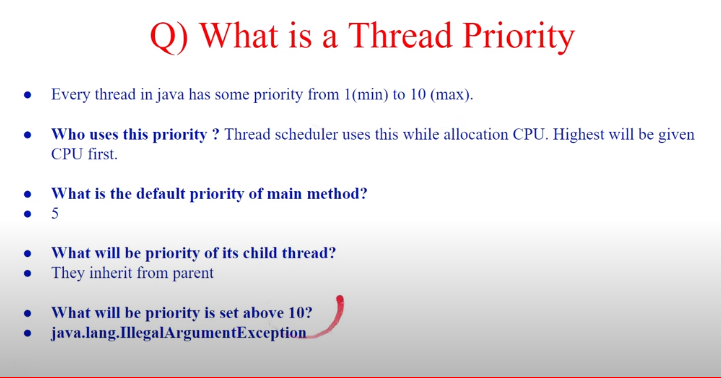 Q) What is a Thread Priority
● Every thread in java has some priority from 1(min) to 10 (max).
● Who uses this priority ? Thread scheduler uses this while allocation CPU. Highest will be given
CPU first.
● What is the default priority of main method?
● 5
● What will be priority of its child thread?
● They inherit from parent
● What will be priority is set above 10?
● java.lang.IllegalArgumentException